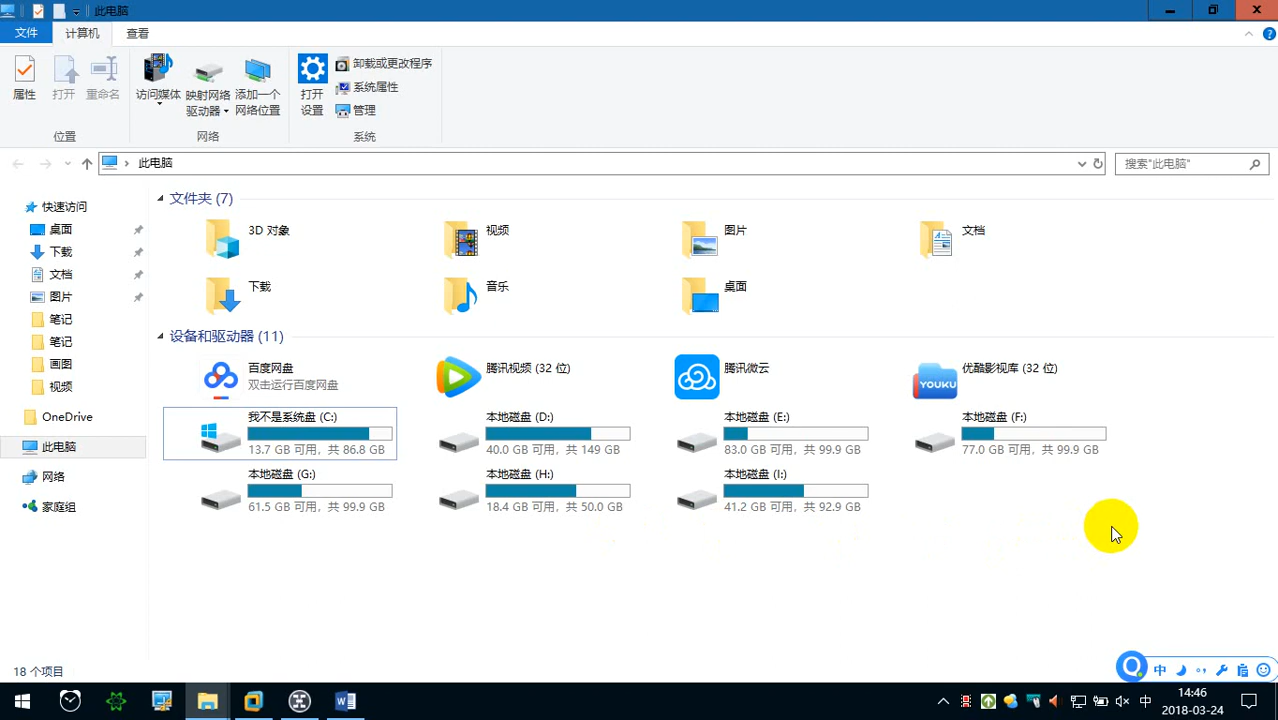 此电脑
文件 计算机 查看
属性 打开 重命名 访问媒体 映射网络驱动器 添加一个网络位置 打开设置 卸载或更改程序
系统属性
管理
位置 网络 系统
此电脑 搜索"此电脑"
快速访问
桌面
下载
文档
图片
笔记
笔记
画图
视频
OneDrive
此电脑
网络
家庭组
文件夹 (7)
3D 对象 视频 图片 文档
下载 音乐 桌面
设备和驱动器 (11)
百度网盘 腾讯视频 (32 位) 腾讯微云 优酷影视库 (32 位)
双击运行百度网盘
YOUKU
我不是系统盘 (C:) 本地磁盘 (D:) 本地磁盘 (E:) 本地磁盘 (F:)
13.7 GB 可用，共 86.8 GB 40.0 GB 可用，共 149 GB 83.0 GB 可用，共 99.9 GB 77.0 GB 可用，共 99.9 GB
本地磁盘 (G:) 本地磁盘 (H:) 本地磁盘 (I:)
61.5 GB 可用，共 99.9 GB 18.4 GB 可用，共 50.0 GB 41.2 GB 可用，共 92.9 GB
18 个项目
中
中 14:46
2018-03-24